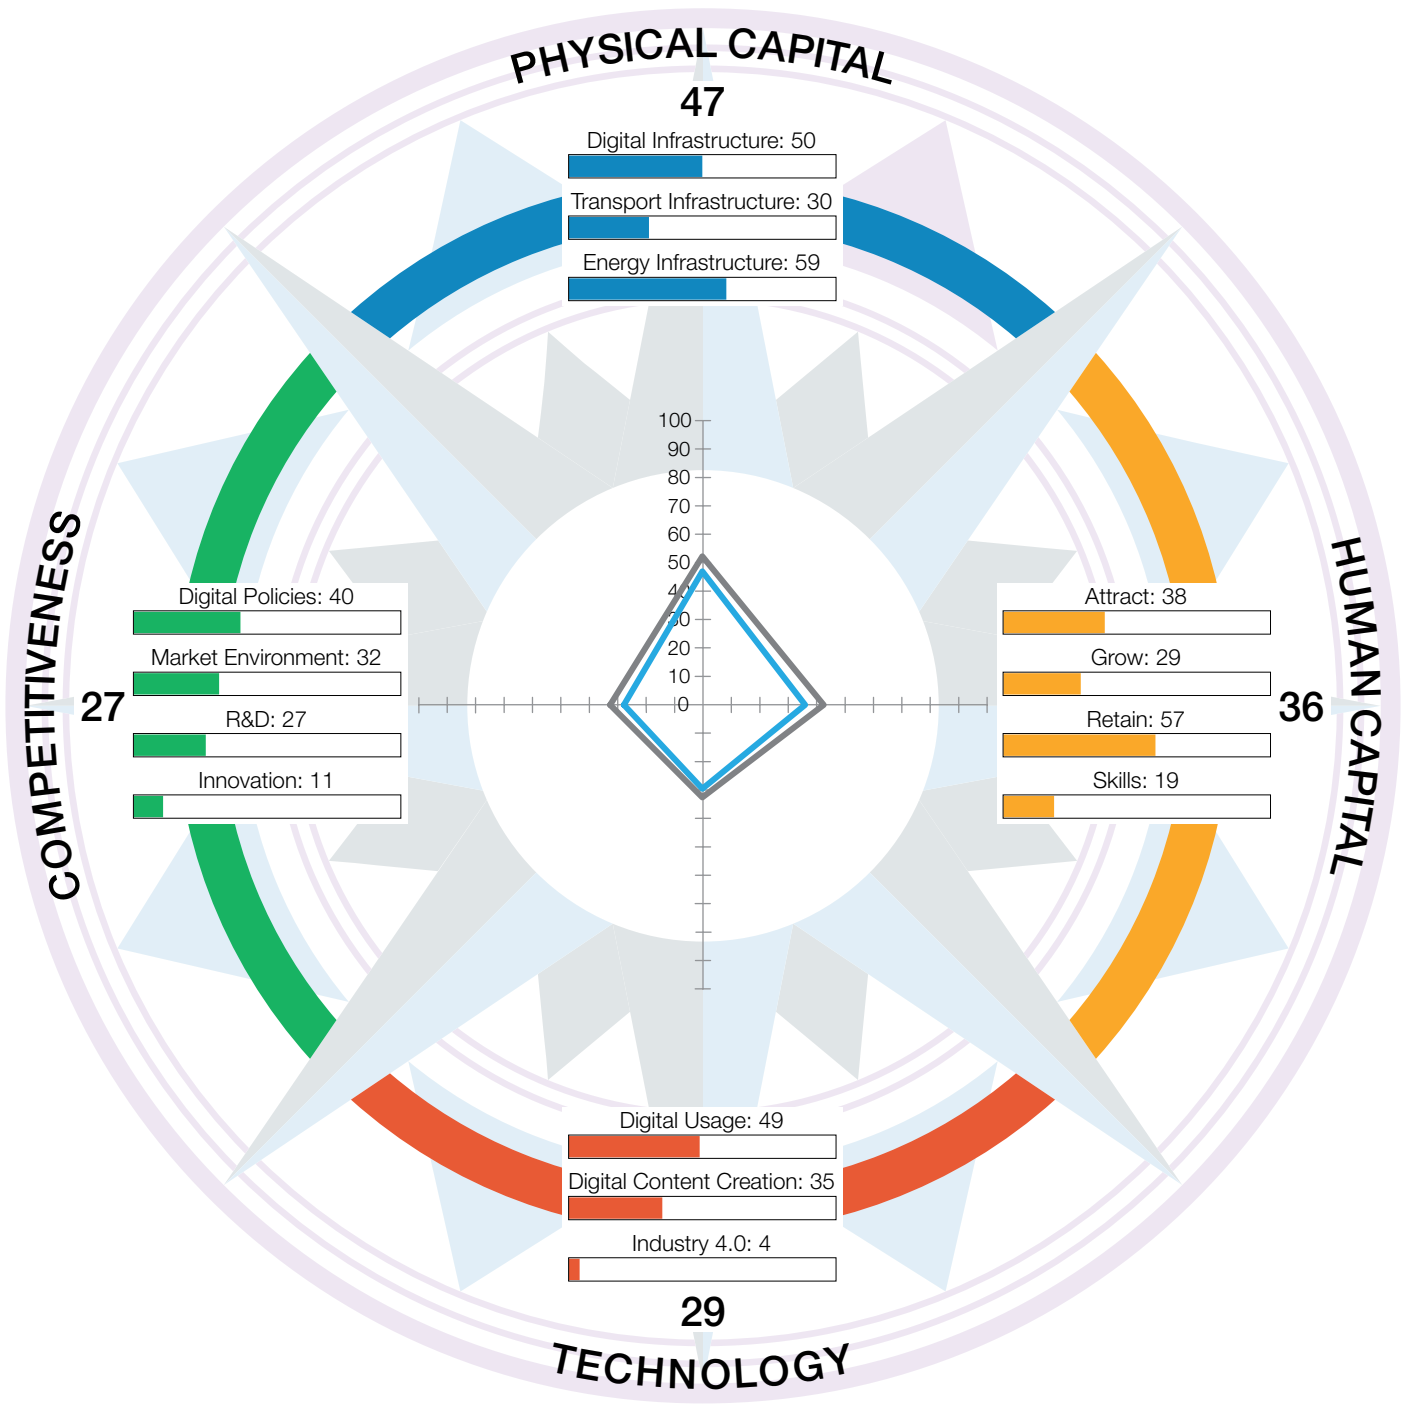 PHYSICAL CAPITAL
47
Digital Infrastructure: 50
Transport Infrastructure: 30
Energy Infrastructure: 59
COMPETITIVENESS
27
Digital Policies: 40
Market Environment: 32
R&D: 27
Innovation: 11
100
90
80
70
60
50
40
30
20
10
0
Attract: 38
Grow: 29
Retain: 57
Skills: 19
36
HUMAN CAPITAL
Digital Usage: 49
Digital Content Creation: 35
Industry 4.0: 4
29
TECHNOLOGY